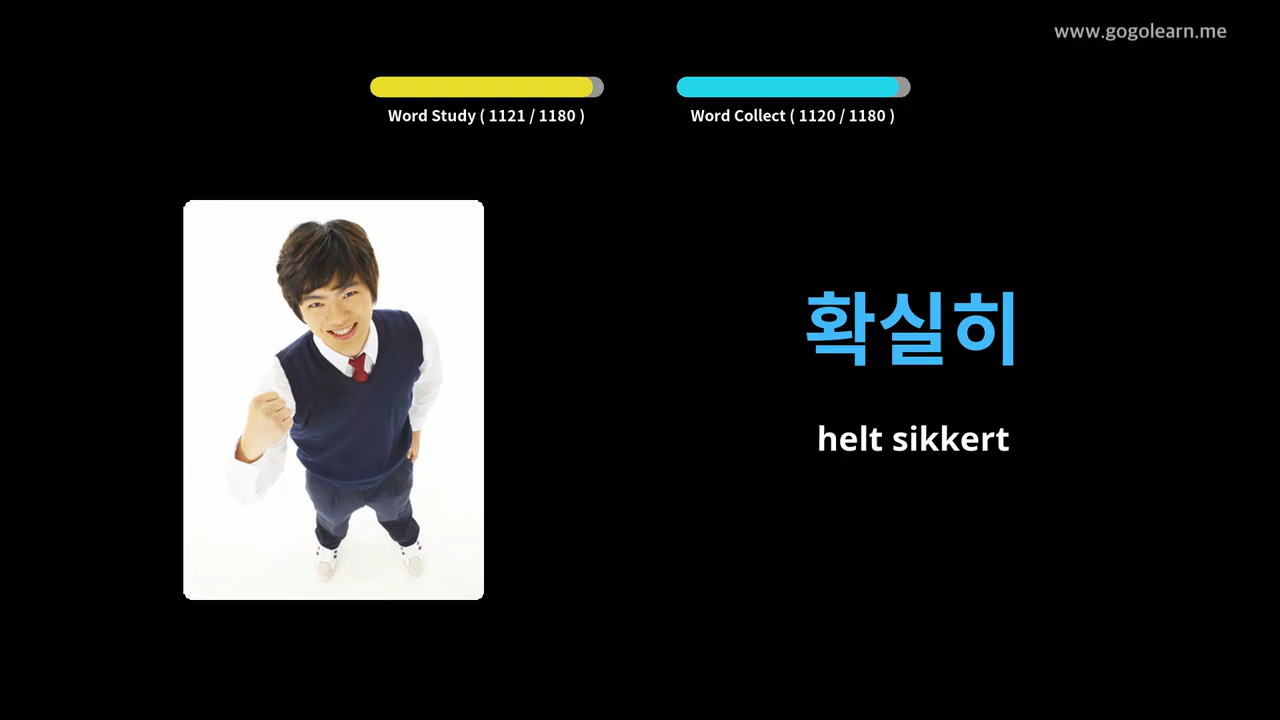 www.gogolearn.me
Word Study ( 1121 / 1180 )
Word Collect ( 1120 / 1180 )
확실히
helt sikkert